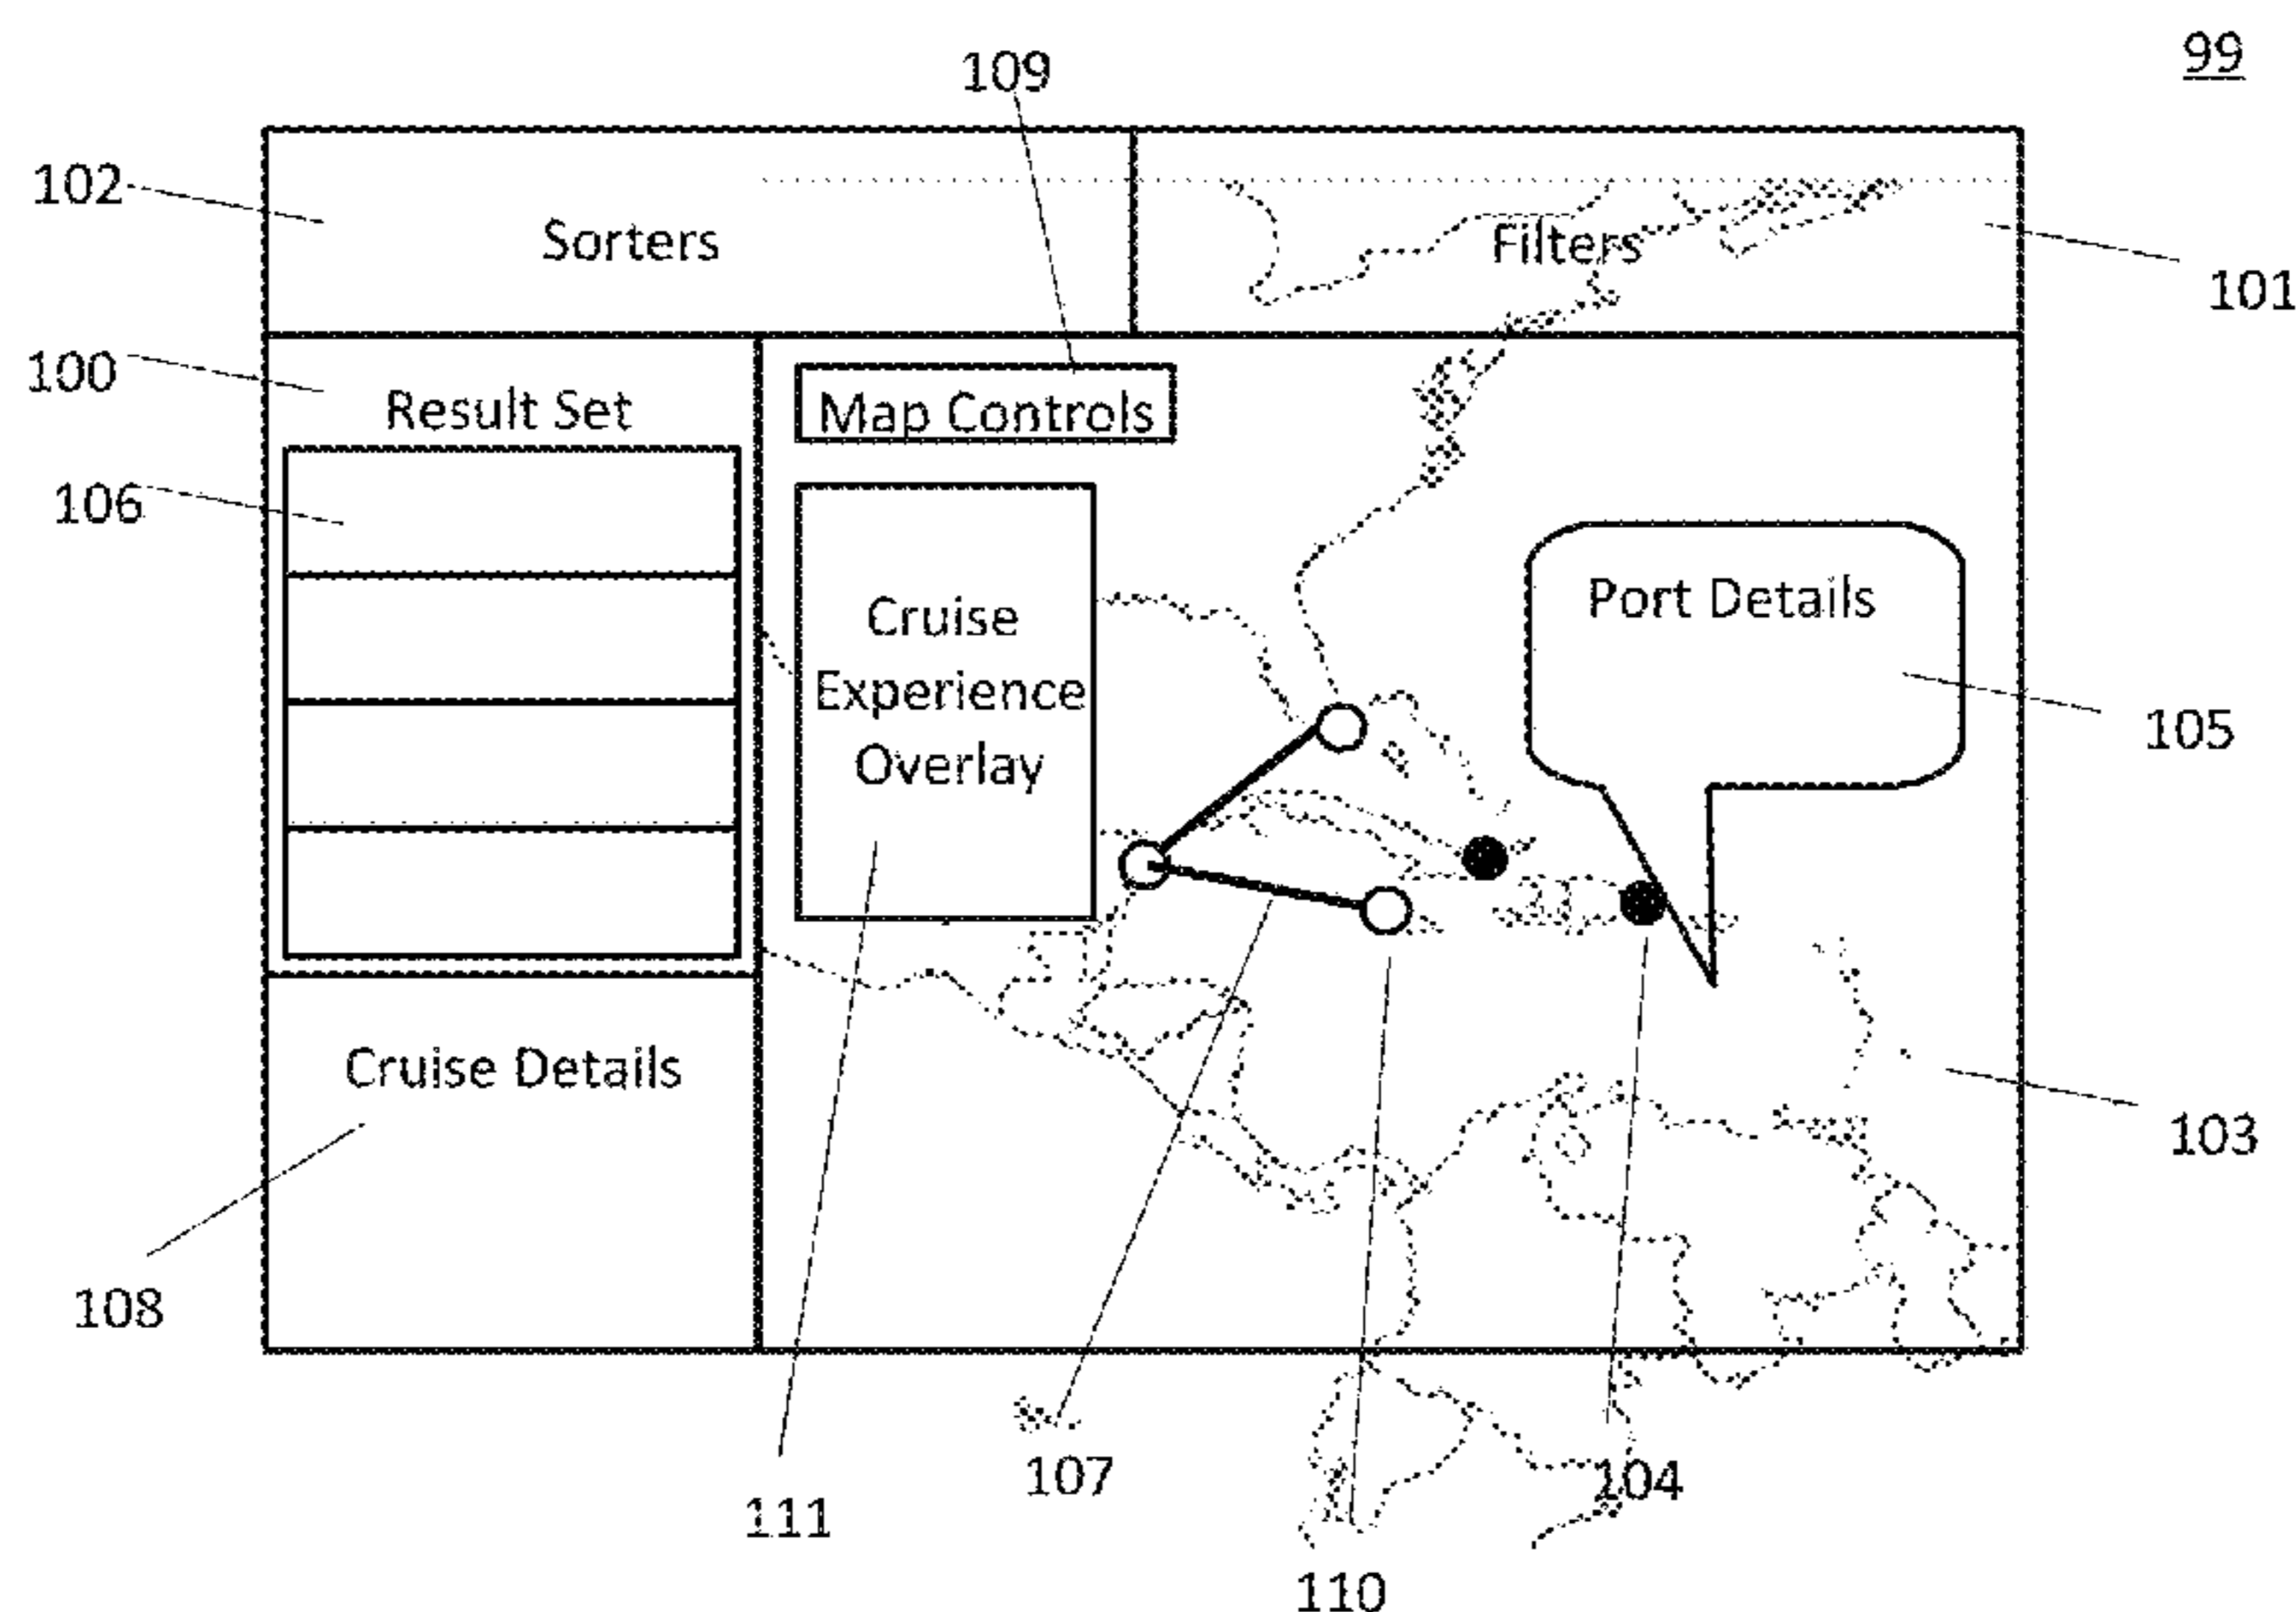 99
109
102
Sorters
Filters
101
100
Result Set
Map Controls
106
Cruise
Experience
Overlay
Port Details
105
Cruise Details
103
108
107
104
111
110